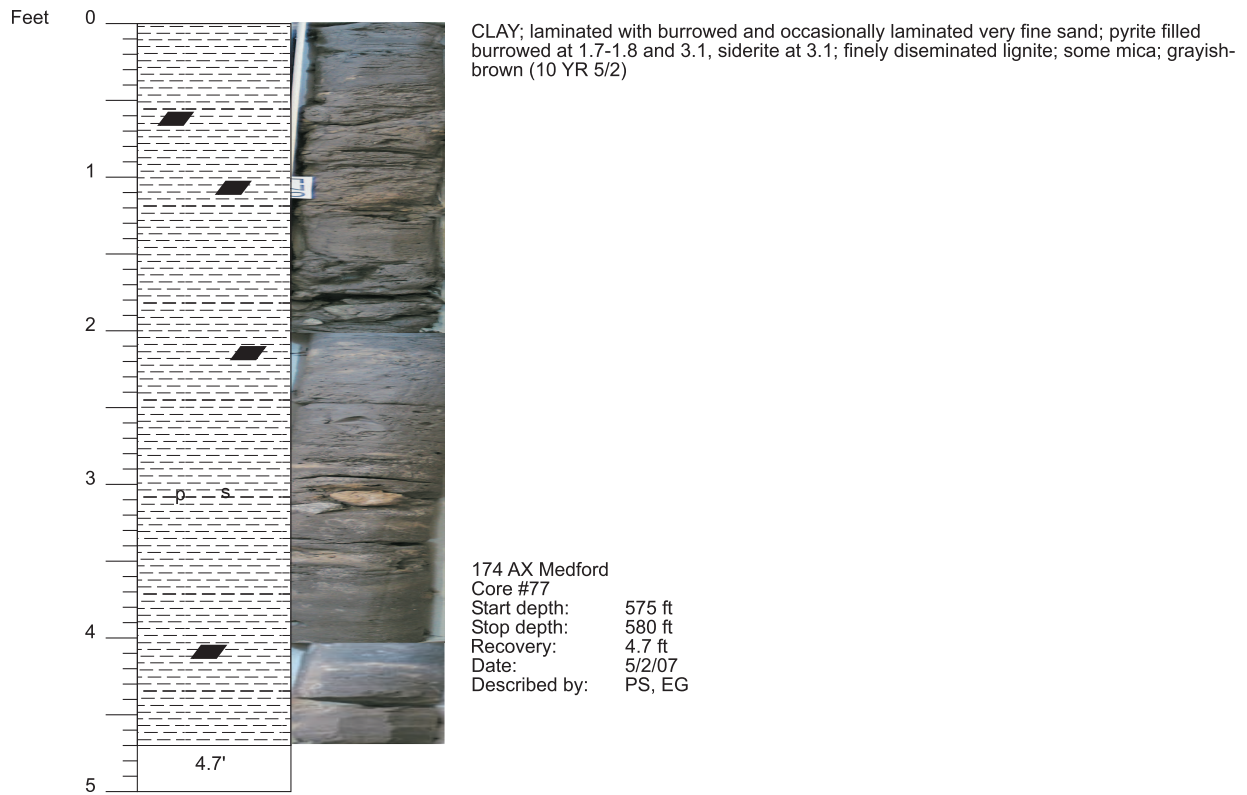 Feet
0
CLAY; laminated with burrowed and occasionally laminated very fine sand; pyrite filled
burrowed at 1.7-1.8 and 3.1, siderite at 3.1; finely diseminated lignite; some mica; grayish-
brown (10 YR 5/2)
1
2
3
p s
174 AX Medford
Core #77
Start depth: 575 ft
Stop depth: 580 ft
Recovery: 4.7 ft
Date: 5/2/07
Described by: PS, EG
4
4.7'
5